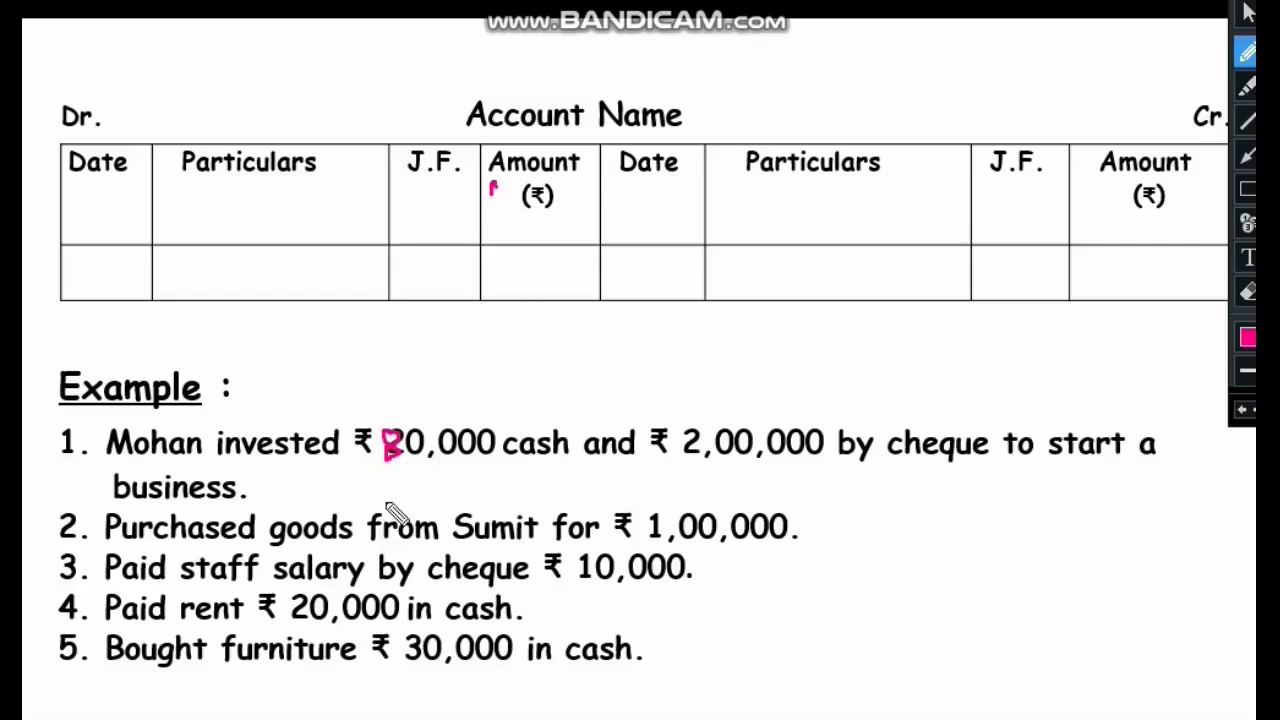 www.BANDICAM.com
Dr. Account Name Cr.
Date Particulars J.F. Amount Date Particulars J.F. Amount
(₹) (₹)
Example :
1. Mohan invested ₹ 80,000 cash and ₹ 2,00,000 by cheque to start a
business.
2. Purchased goods from Sumit for ₹ 1,00,000.
3. Paid staff salary by cheque ₹ 10,000.
4. Paid rent ₹ 20,000 in cash.
5. Bought furniture ₹ 30,000 in cash.